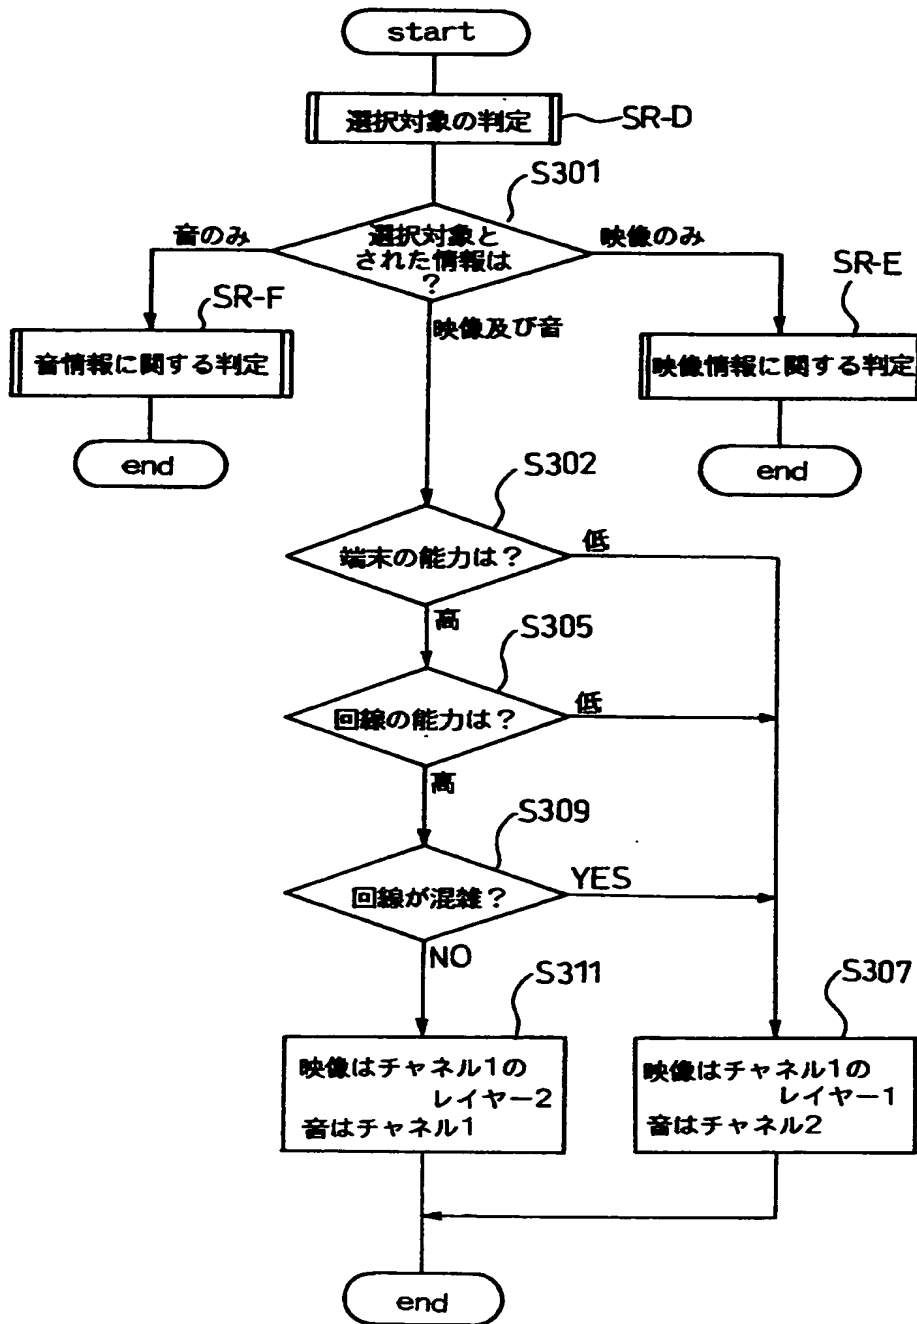 start
選択対象の判定
SR-D
S301
選択対象と
された情報は
?
音のみ
映像のみ
映像及び音
SR-F
音情報に関する判定
end
SR-E
映像情報に関する判定
end
S302
端末の能力は?
低
高
S305
回線の能力は?
低
高
S309
回線が混雑?
YES
NO
S311
映像はチャネル1の
レイヤー2
音はチャネル1
S307
映像はチャネル1の
レイヤー1
音はチャネル2
end